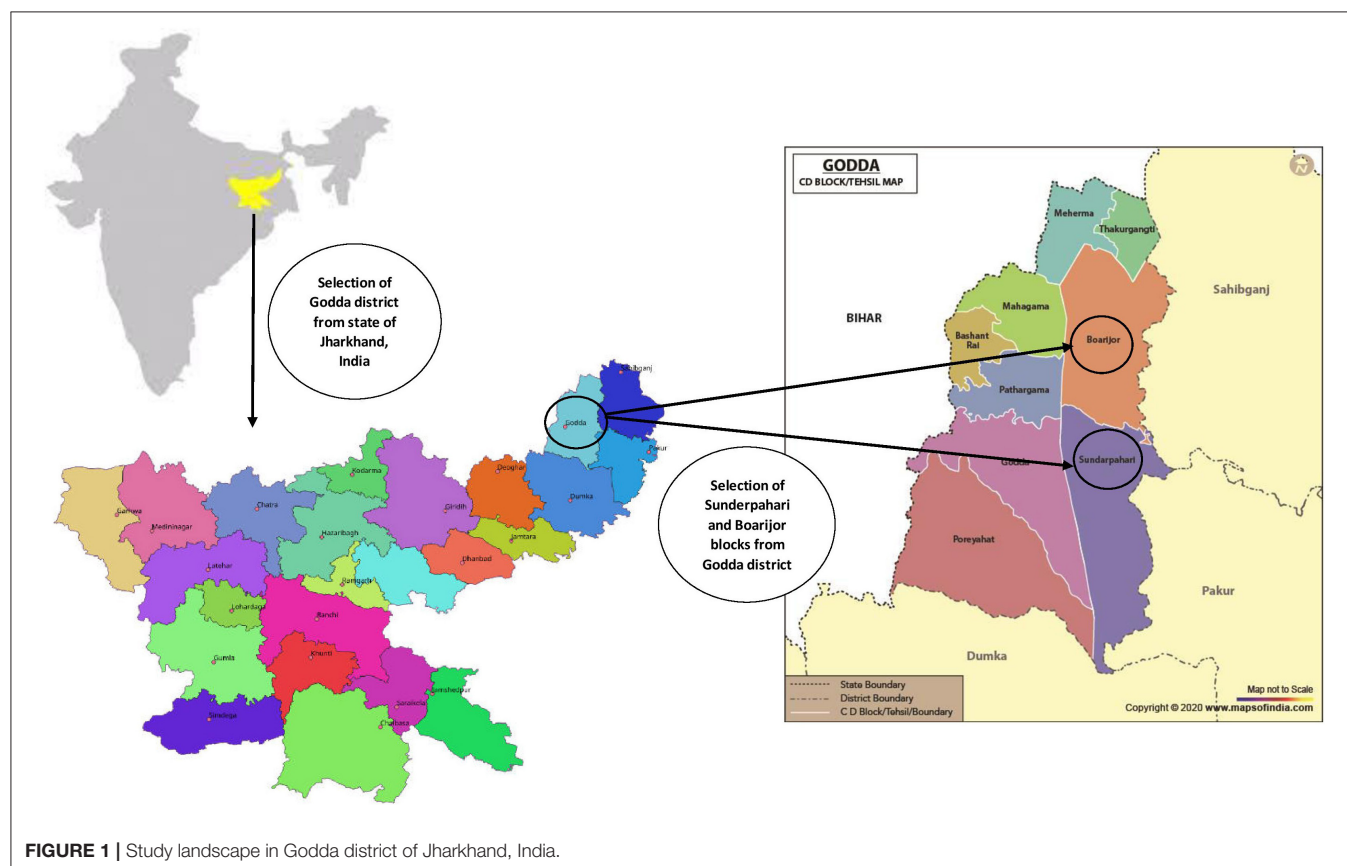 Selection of
Godda district
from state of
Jharkhand,
India
Sahibganj
Godda
Pakur
Deoghar
Dumka
Kodarma
Giridih
Jamtara
Garhwa
Medininagar
Chatra
Hazaribagh
Dhanbad
Latehar
Ramgarh
Lohardaga
Ranchi
Gumla
Khunti
Simdega
Saraikela
Jamshedpur
Chaibasa
Selection of
Sunderpahari
and Boarijor
blocks from
Godda district
GODDA
CD BLOCK/TEHSIL MAP
Meherma
Thakurgangti
Mahagama
Sahibganj
BIHAR
Bashant
Rai
Boarijor
Pathargama
Godda
Sundarpahari
Poreyahat
Pakur
Dumka
State Boundary
District Boundary
C D Block/Tehsil/Boundary
Map not to Scale
Copyright © 2020 www.mapsofindia.com
FIGURE 1 | Study landscape in Godda district of Jharkhand, India.